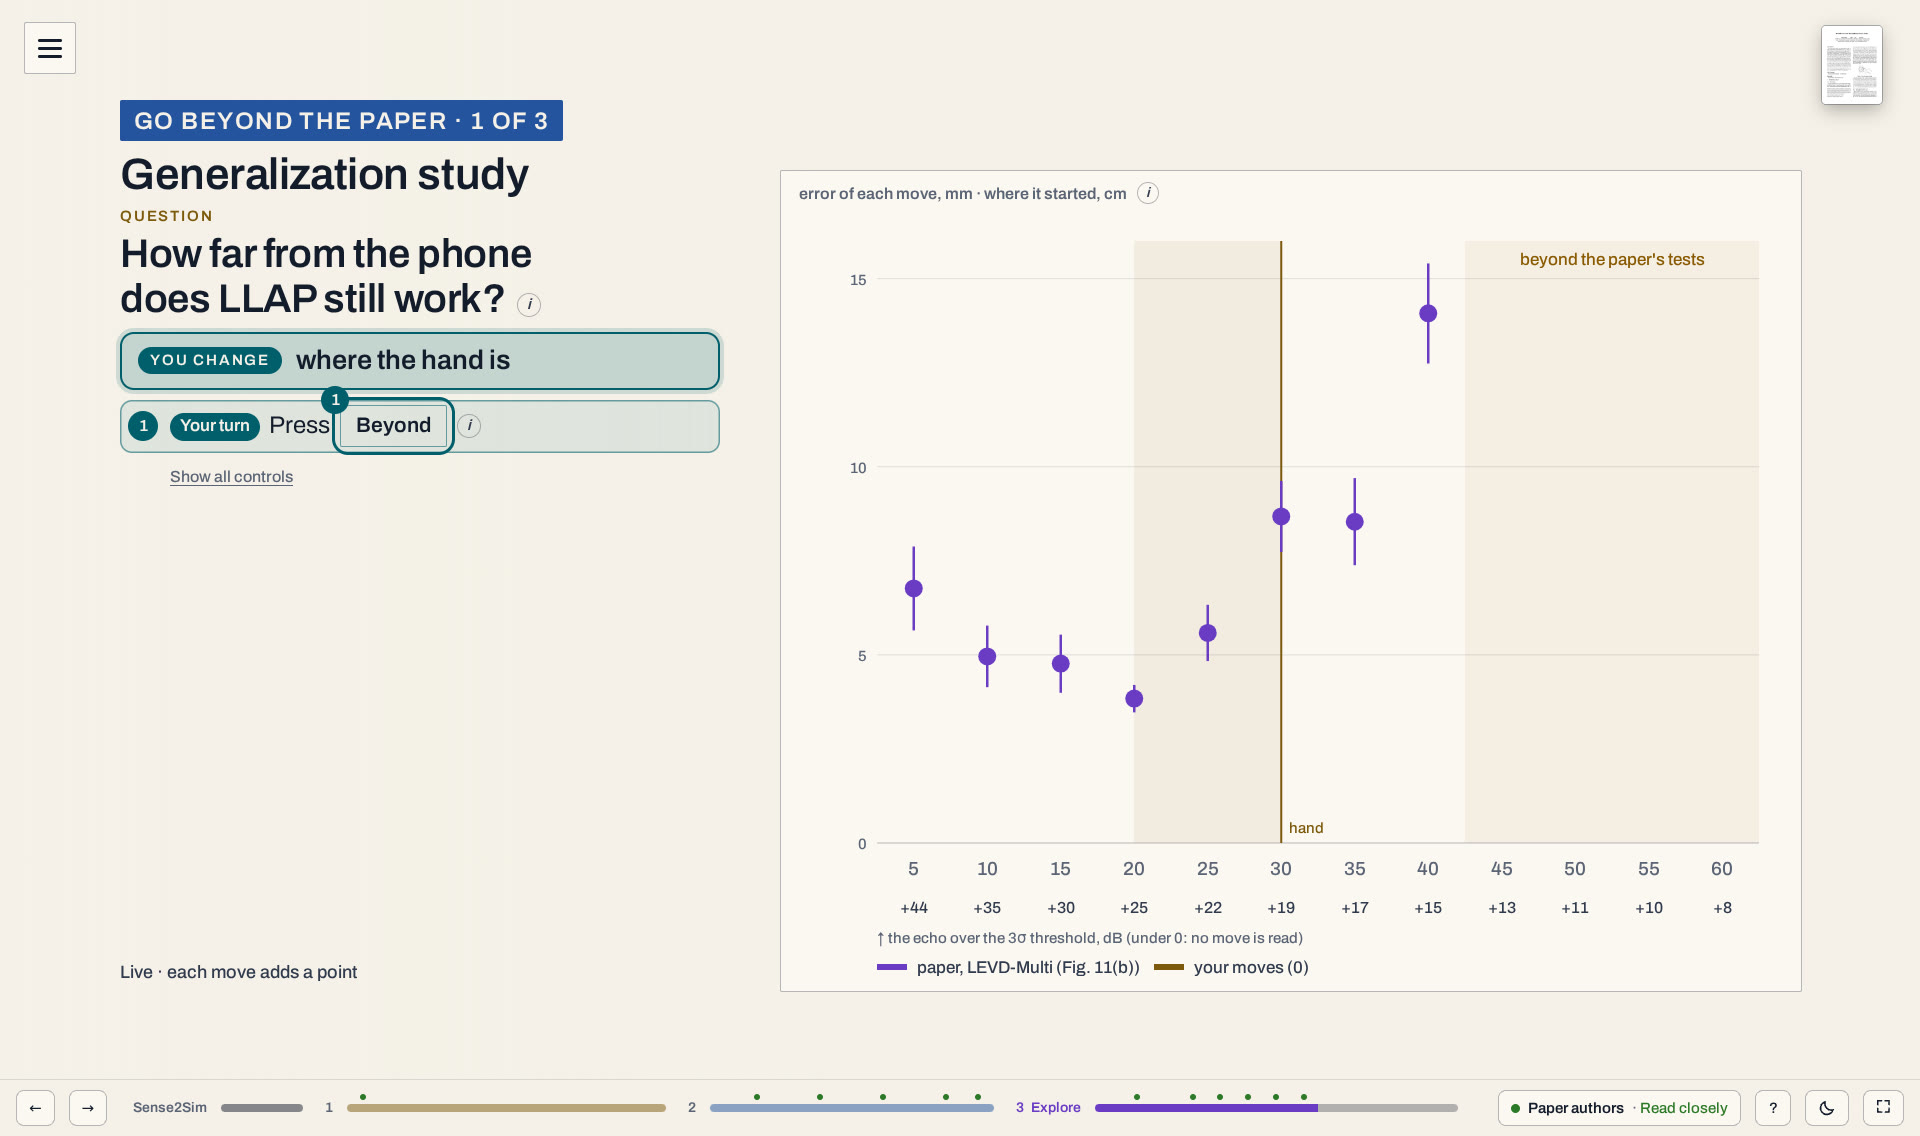 GO BEYOND THE PAPER · 1 OF 3
Generalization study
QUESTION
How far from the phone
does LLAP still work? i
YOU CHANGE where the hand is
1 Your turn Press 1 Beyond i
Show all controls
Live · each move adds a point
error of each move, mm · where it started, cm i
beyond the paper's tests
15
10
5
0
hand
5 10 15 20 25 30 35 40 45 50 55 60
+44 +35 +30 +25 +22 +19 +17 +15 +13 +11 +10 +8
↑ the echo over the 3σ threshold, dB (under 0: no move is read)
paper, LEVD-Multi (Fig. 11(b)) your moves (0)
← → Sense2Sim 1 2 3 Explore Paper authors · Read closely ?